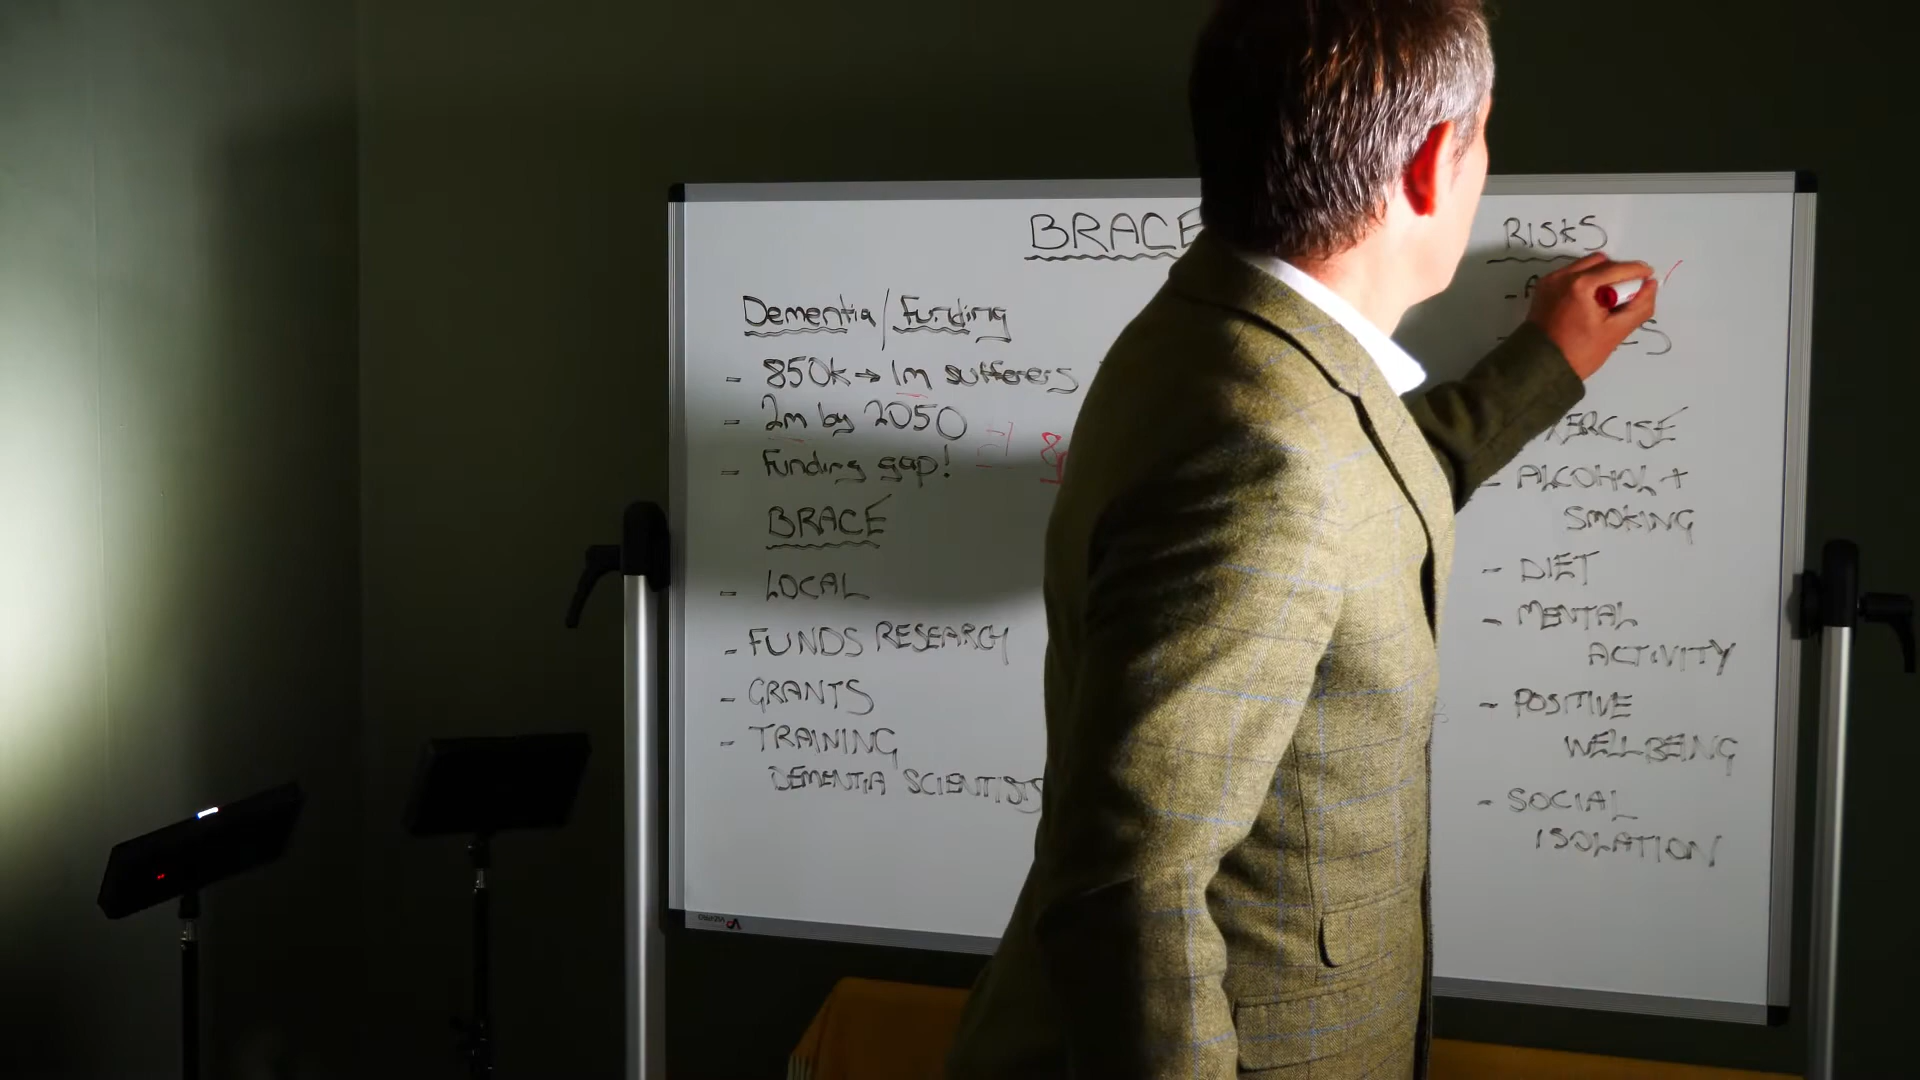 BRACE
Dementia/Funding
- 850k → 1m sufferers
- 2m by 2050
- Funding gap!
BRACE
- LOCAL
- FUNDS RESEARCH
- GRANTS
- TRAINING
DEMENTIA SCIENTISTS
RISKS
ALCOHOL +
SMOKING
- DIET
- MENTAL
ACTIVITY
- POSITIVE
WELLBEING
- SOCIAL
ISOLATION